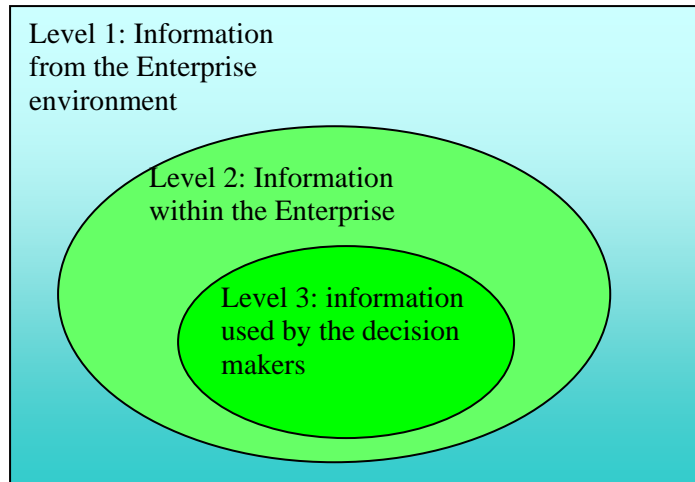 Level 1: Information
from the Enterprise
environment
Level 2: Information
within the Enterprise
Level 3: information
used by the decision
makers